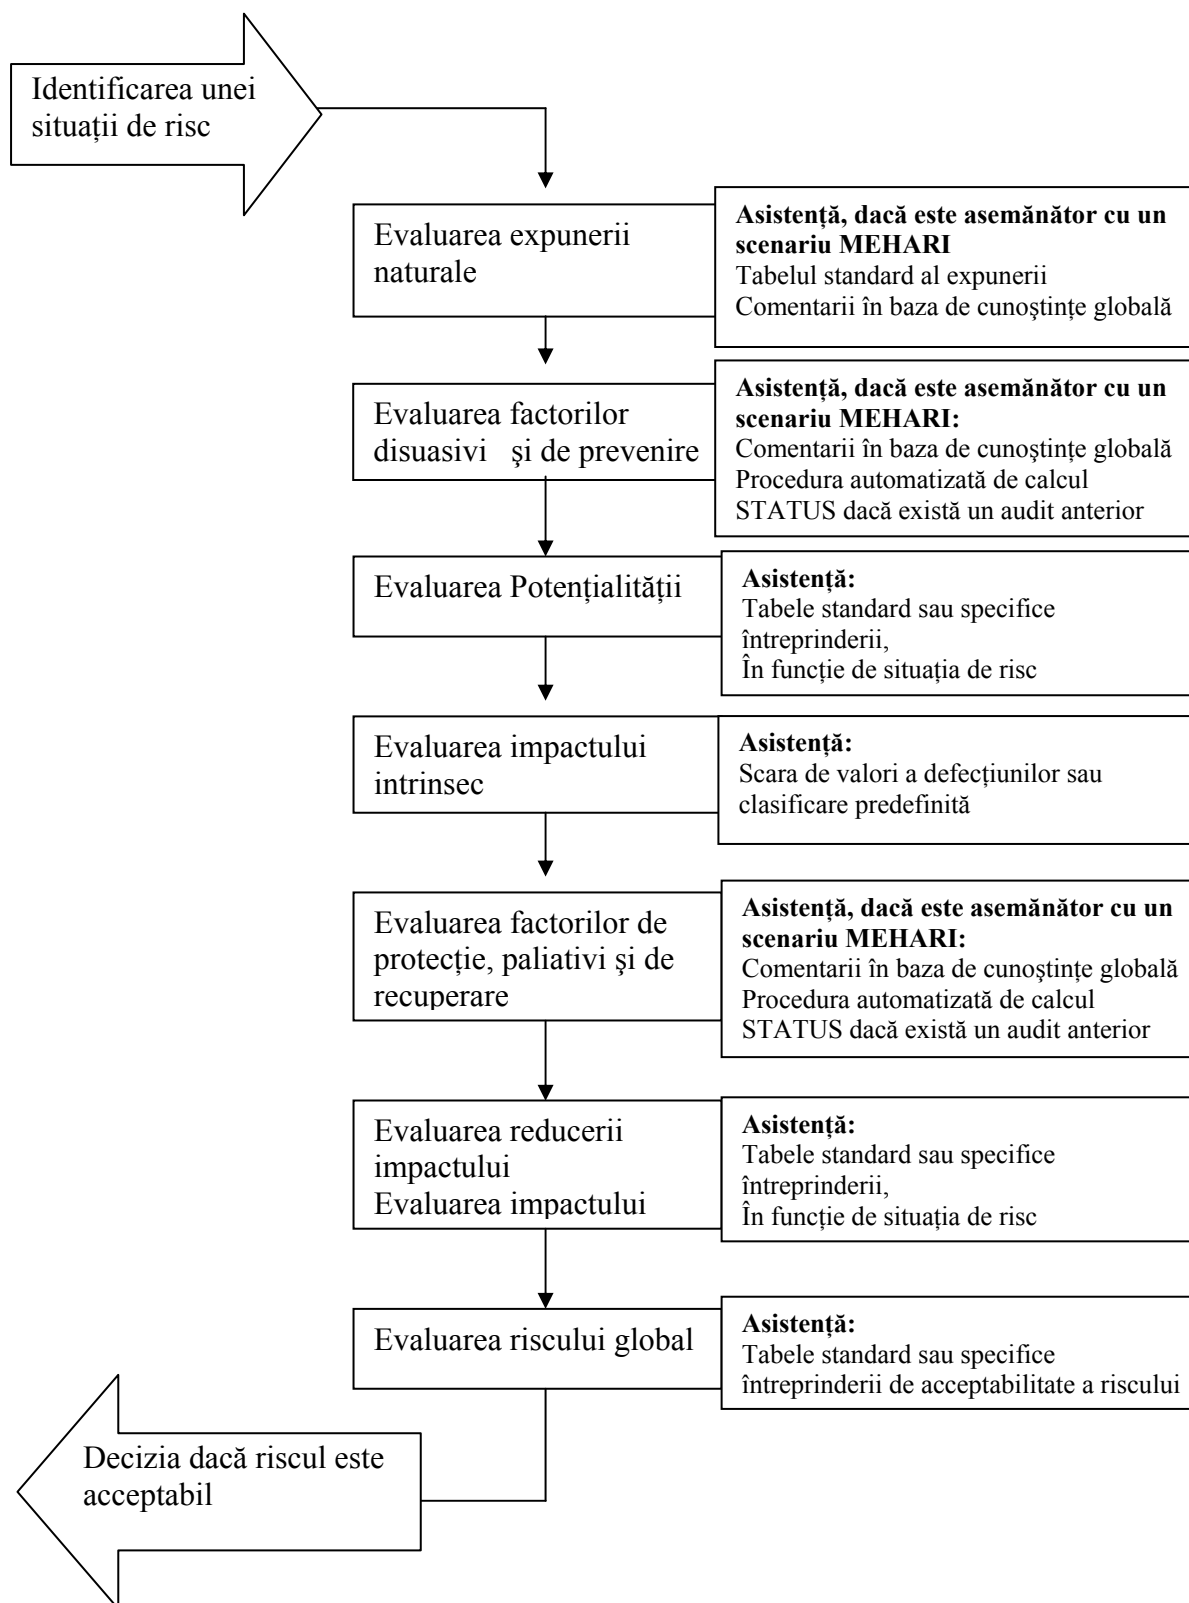 Identificarea unei
situații de risc
Evaluarea expunerii
naturale
Asistență, dacă este asemănător cu un
scenariu MEHARI
Tabelul standard al expunerii
Comentarii în baza de cunoştințe globală
Evaluarea factorilor
disuasivi şi de prevenire
Asistență, dacă este asemănător cu un
scenariu MEHARI:
Comentarii în baza de cunoştințe globală
Procedura automatizată de calcul
STATUS dacă există un audit anterior
Evaluarea Potențialității
Asistență:
Tabele standard sau specifice
întreprinderii,
În funcție de situația de risc
Evaluarea impactului
intrinsec
Asistență:
Scara de valori a defecțiunilor sau
clasificare predefinită
Evaluarea factorilor de
protecție, paliativi şi de
recuperare
Asistență, dacă este asemănător cu un
scenariu MEHARI:
Comentarii în baza de cunoştințe globală
Procedura automatizată de calcul
STATUS dacă există un audit anterior
Evaluarea reducerii
impactului
Evaluarea impactului
Asistență:
Tabele standard sau specifice
întreprinderii,
În funcție de situația de risc
Evaluarea riscului global
Asistență:
Tabele standard sau specifice
întreprinderii de acceptabilitate a riscului
Decizia dacă riscul este
acceptabil